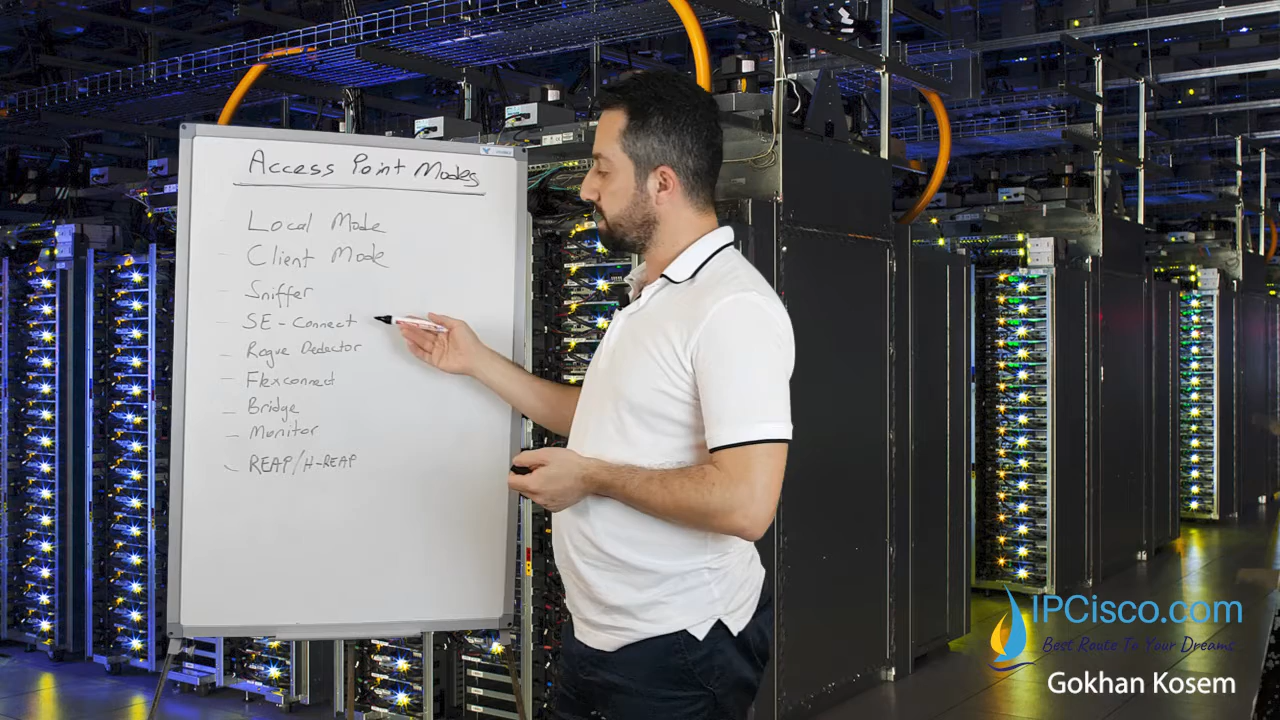 Access Point Modes
Local Mode
- Client Mode
- Sniffer
- SE-Connect
- Rogue Dedector
- Flexconnect
- Bridge
- Monitor
- REAP/H-REAP
IPCisco.com
Best Route To Your Dreams
Gokhan Kosem